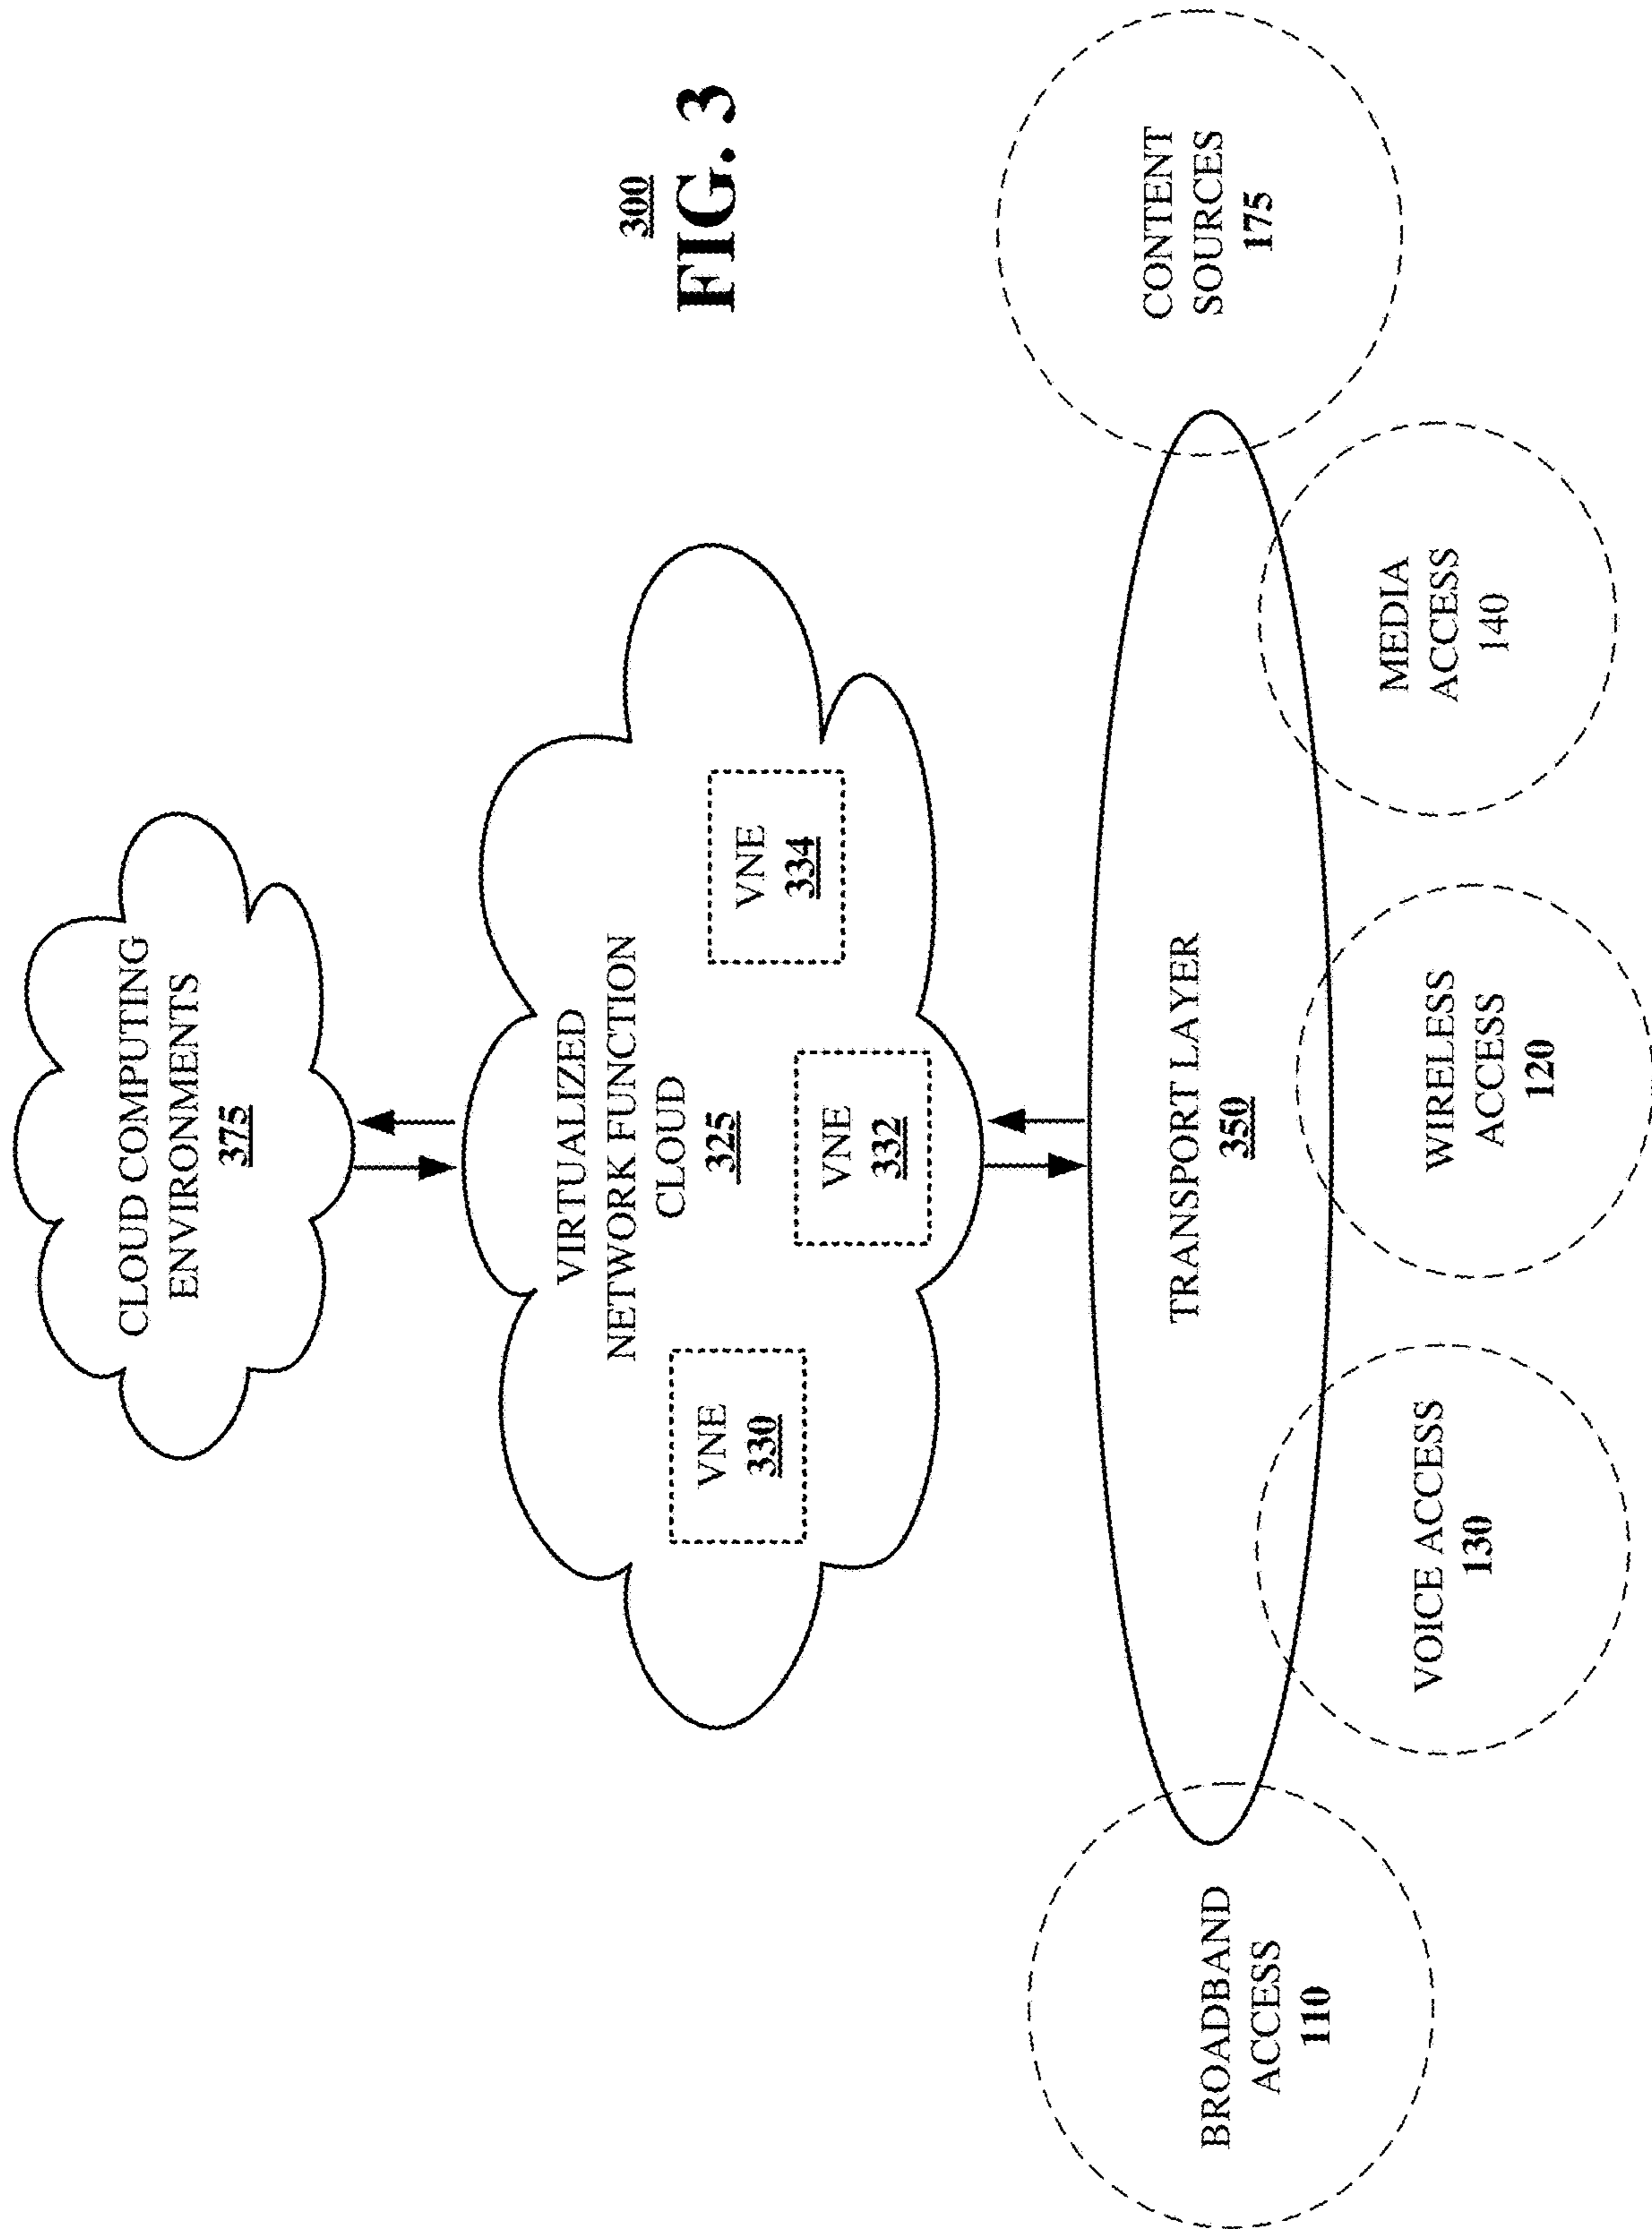 CLOUD COMPUTING
ENVIRONMENTS
375
VIRTUALIZED
NETWORK FUNCTION
CLOUD
325
VNE
330
VNE
332
VNE
334
300
FIG. 3
TRANSPORT LAYER
350
BROADBAND
ACCESS
110
VOICE ACCESS
130
WIRELESS
ACCESS
120
MEDIA
ACCESS
140
CONTENT
SOURCES
175